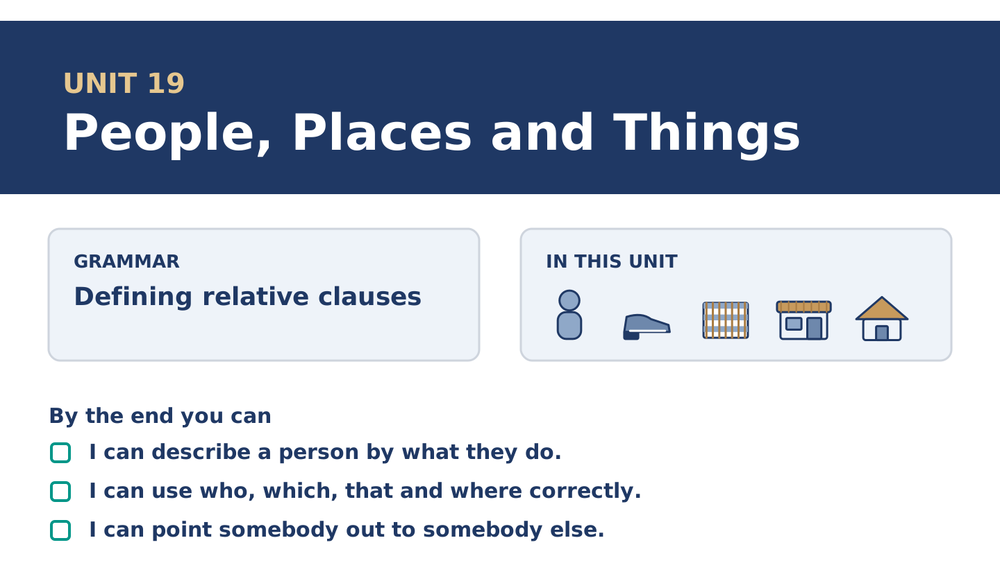 UNIT 19
People, Places and Things
GRAMMAR
Defining relative clauses
IN THIS UNIT
By the end you can
I can describe a person by what they do.
I can use who, which, that and where correctly.
I can point somebody out to somebody else.